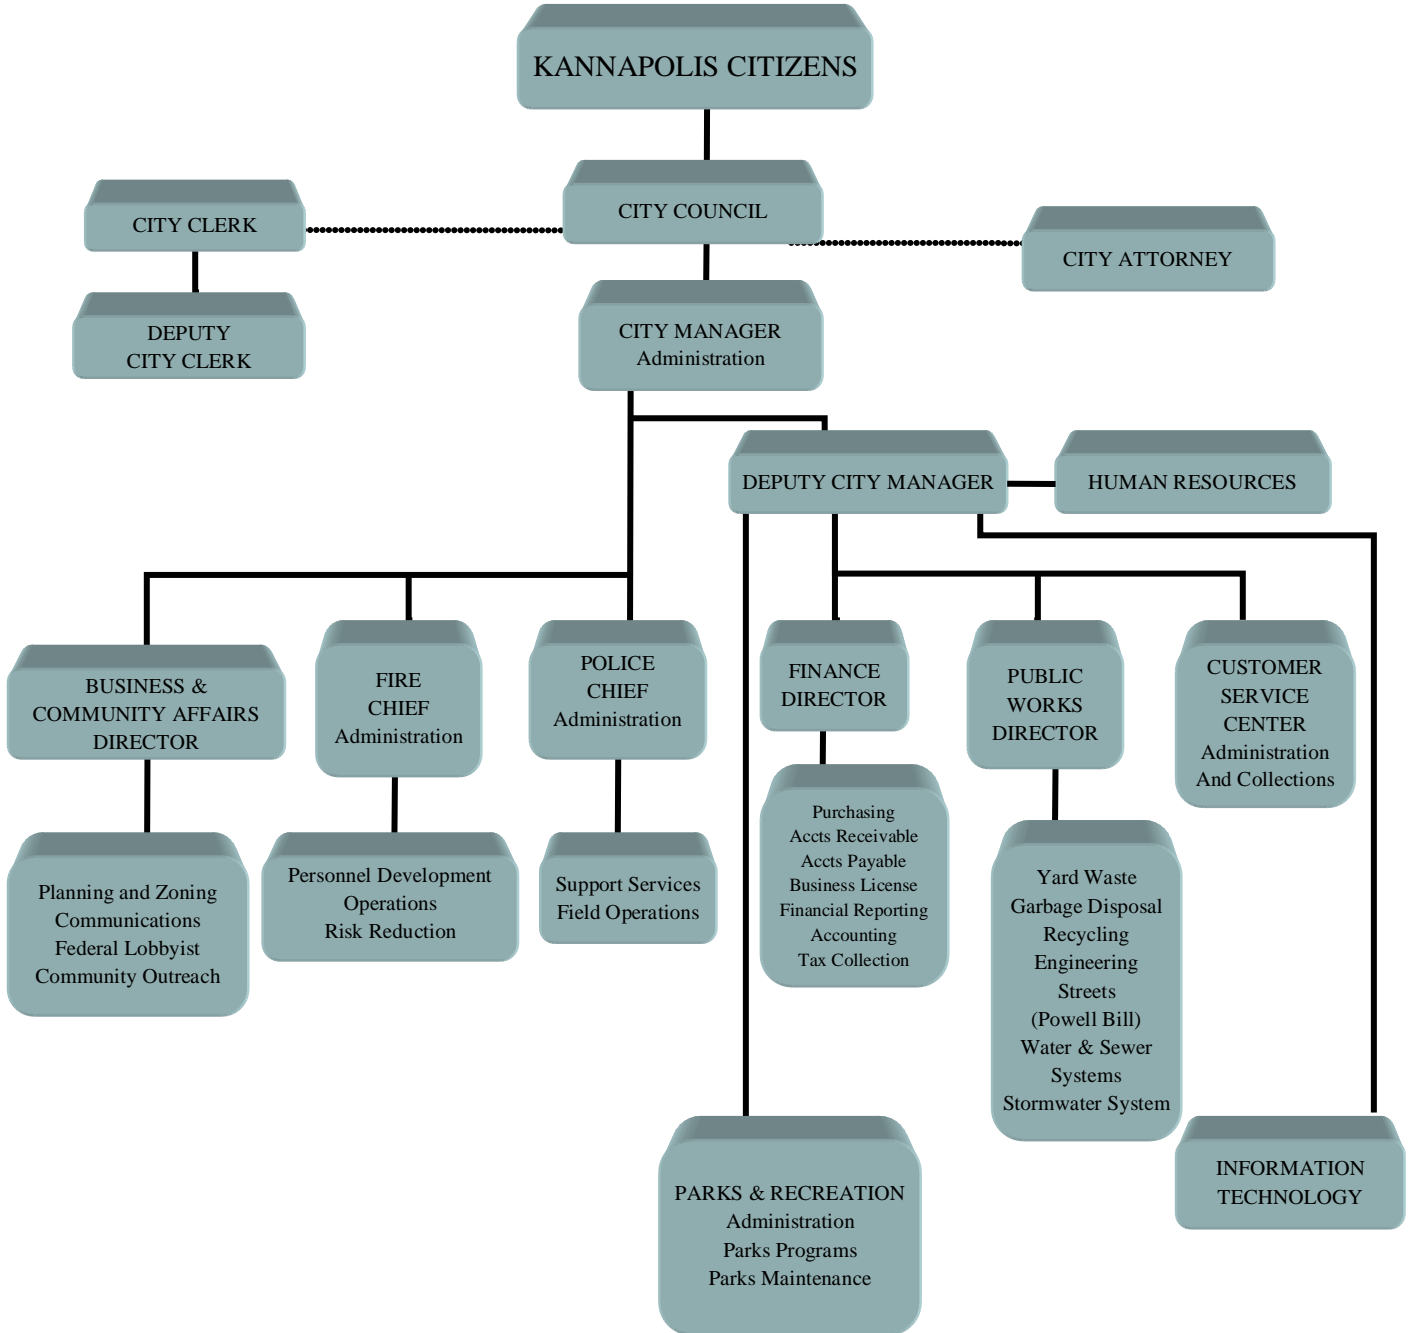 KANNAPOLIS CITIZENS
CITY COUNCIL
CITY CLERK
CITY ATTORNEY
DEPUTY
CITY CLERK
CITY MANAGER
Administration
DEPUTY CITY MANAGER
HUMAN RESOURCES
BUSINESS &
COMMUNITY AFFAIRS
DIRECTOR
FIRE
CHIEF
Administration
POLICE
CHIEF
Administration
FINANCE
DIRECTOR
PUBLIC
WORKS
DIRECTOR
CUSTOMER
SERVICE
CENTER
Administration
And Collections
Planning and Zoning
Communications
Federal Lobbyist
Community Outreach
Personnel Development
Operations
Risk Reduction
Support Services
Field Operations
Purchasing
Accts Receivable
Accts Payable
Business License
Financial Reporting
Accounting
Tax Collection
Yard Waste
Garbage Disposal
Recycling
Engineering
Streets
(Powell Bill)
Water & Sewer
Systems
Stormwater System
PARKS & RECREATION
Administration
Parks Programs
Parks Maintenance
INFORMATION
TECHNOLOGY